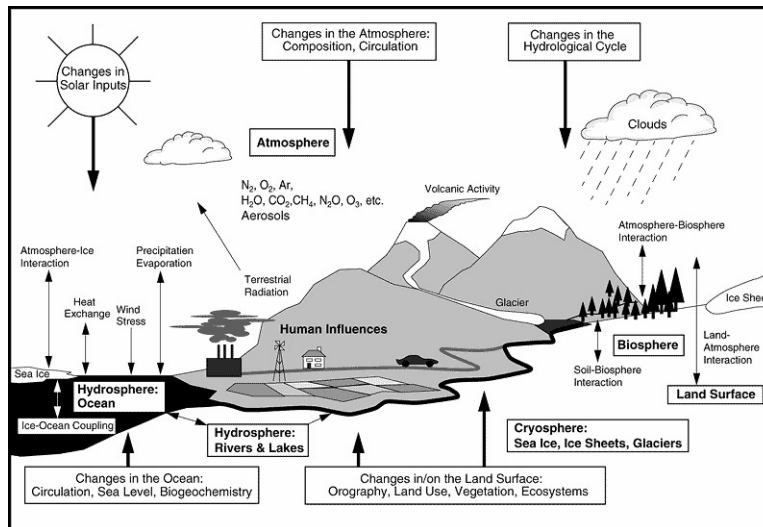 Changes in
Solar Inputs
Changes in the Atmosphere:
Composition, Circulation
Changes in the
Hydrological Cycle
Clouds
Atmosphere
N₂, O₂, Ar,
H₂O, CO₂,CH₄, N₂O, O₃, etc.
Aerosols
Volcanic Activity
Atmosphere-Biosphere
Interaction
Atmosphere-Ice
Interaction
Precipitation
Evaporation
Terrestrial
Radiation
Heat
Exchange
Wind
Stress
Glacier
Ice Shee
Human Influences
Biosphere
Land-
Atmosphere
Interaction
Soil-Biosphere
Interaction
Sea Ice
Hydrosphere:
Ocean
Land Surface
Ice-Ocean Coupling
Hydrosphere:
Rivers & Lakes
Cryosphere:
Sea Ice, Ice Sheets, Glaciers
Changes in the Ocean:
Circulation, Sea Level, Biogeochemistry
Changes in/on the Land Surface:
Orography, Land Use, Vegetation, Ecosystems